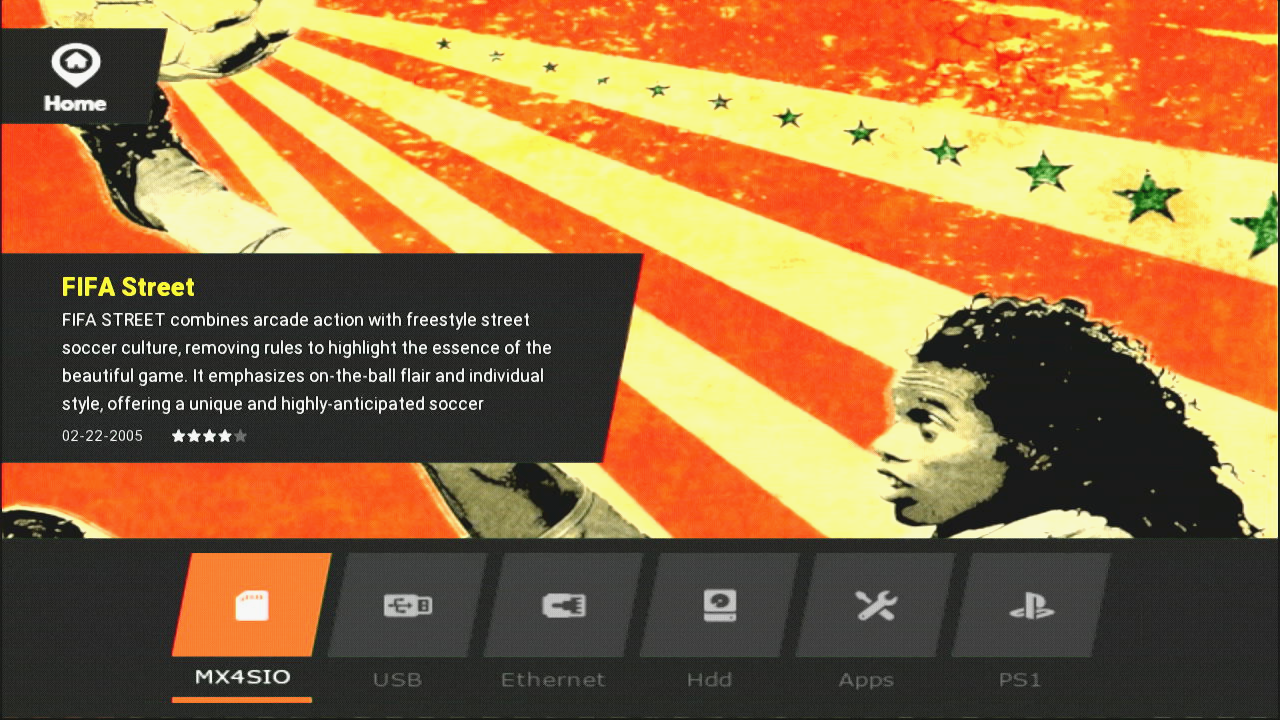 Home
FIFA Street
FIFA STREET combines arcade action with freestyle street
soccer culture, removing rules to highlight the essence of the
beautiful game. It emphasizes on-the-ball flair and individual
style, offering a unique and highly-anticipated soccer
02-22-2005
MX4SIO
USB
Ethernet
Hdd
Apps
PS1